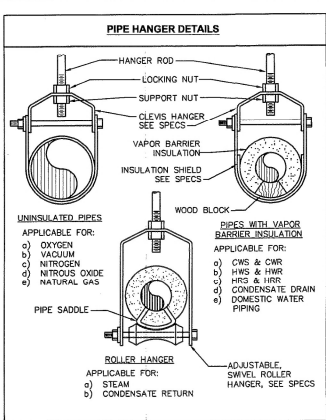 PIPE HANGER DETAILS
HANGER ROD
LOCKING NUT
SUPPORT NUT
CLEVIS HANGER
SEE SPECS
VAPOR BARRIER
INSULATION
INSULATION SHIELD
SEE SPECS
WOOD BLOCK
UNINSULATED PIPES
APPLICABLE FOR:
a) OXYGEN
b) VACUUM
c) NITROGEN
d) NITROUS OXIDE
e) NATURAL GAS
PIPES WITH VAPOR
BARRIER INSULATION
APPLICABLE FOR:
a) CWS & CWR
b) HWS & HWR
c) HRS & HRR
d) CONDENSATE DRAIN
e) DOMESTIC WATER
PIPING
PIPE SADDLE
ROLLER HANGER
APPLICABLE FOR:
a) STEAM
b) CONDENSATE RETURN
ADJUSTABLE,
SWIVEL ROLLER
HANGER, SEE SPECS